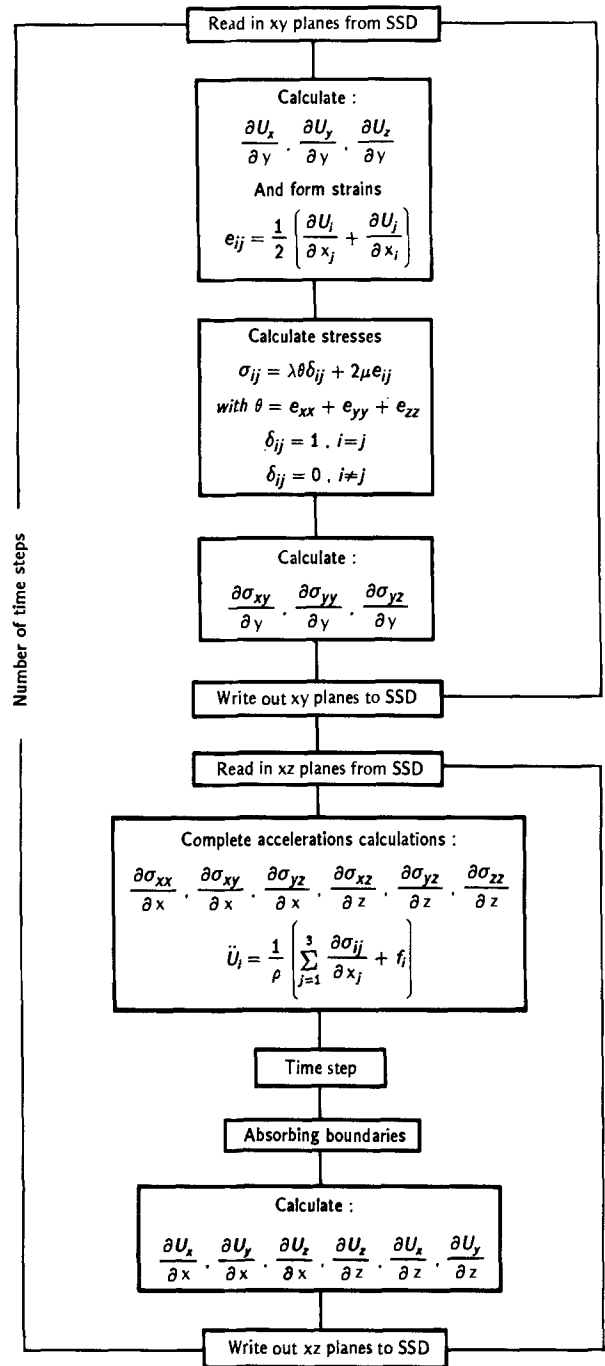 Read in xy planes from SSD
Calculate :
∂U_x/∂y . ∂U_y/∂y . ∂U_z/∂y
And form strains
e_ij = 1/2 (∂U_i/∂x_j + ∂U_j/∂x_i)
Calculate stresses
σ_ij = λθδ_ij + 2μe_ij
with θ = e_xx + e_yy + e_zz
δ_ij = 1 . i=j
δ_ij = 0 . i≠j
Calculate :
∂σ_xy/∂y . ∂σ_yy/∂y . ∂σ_yz/∂y
Number of time steps
Write out xy planes to SSD
Read in xz planes from SSD
Complete accelerations calculations :
∂σ_xx/∂x . ∂σ_xy/∂x . ∂σ_yz/∂x . ∂σ_xz/∂z . ∂σ_yz/∂z . ∂σ_zz/∂z
Ü_i = 1/ρ (∑_{j=1}^{3} ∂σ_ij/∂x_j + f_i)
Time step
Absorbing boundaries
Calculate :
∂U_x/∂x . ∂U_y/∂x . ∂U_z/∂x . ∂U_z/∂z . ∂U_x/∂z . ∂U_y/∂z
Write out xz planes to SSD